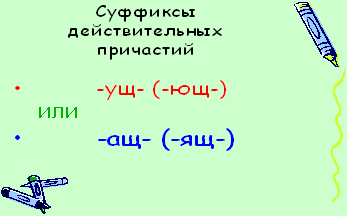 Суффиксы
действительных
причастий
• -ущ- (-ющ-)
или
• -ащ- (-ящ-)